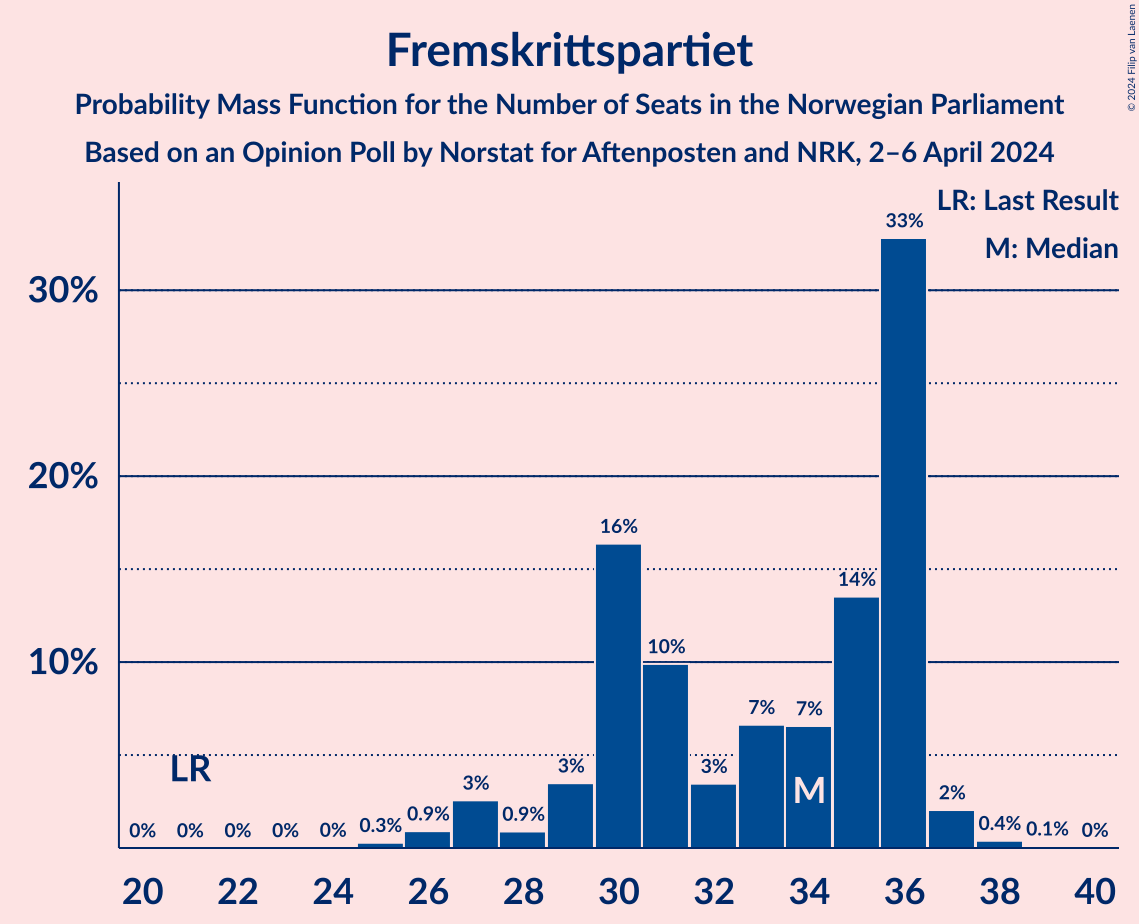 Fremskrittspartiet
Probability Mass Function for the Number of Seats in the Norwegian Parliament
Based on an Opinion Poll by Norstat for Aftenposten and NRK, 2–6 April 2024
© 2024 Filip van Laenen
LR: Last Result
M: Median
30%
20%
10%
0% 0% 0% 0% 0% 0.3% 0.9% 3% 0.9% 3% 16% 10% 3% 7% 7% 14% 33% 2% 0.4% 0.1% 0%
LR
M
20 22 24 26 28 30 32 34 36 38 40